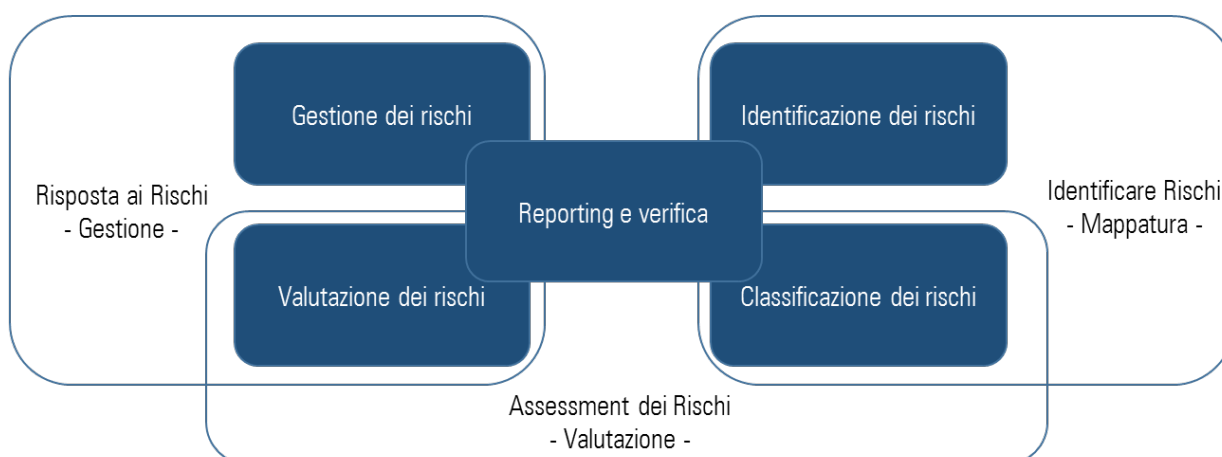 Gestione dei rischi
Identificazione dei rischi
Risposta ai Rischi
- Gestione -
Reporting e verifica
Identificare Rischi
- Mappatura -
Valutazione dei rischi
Classificazione dei rischi
Assessment dei Rischi
- Valutazione -